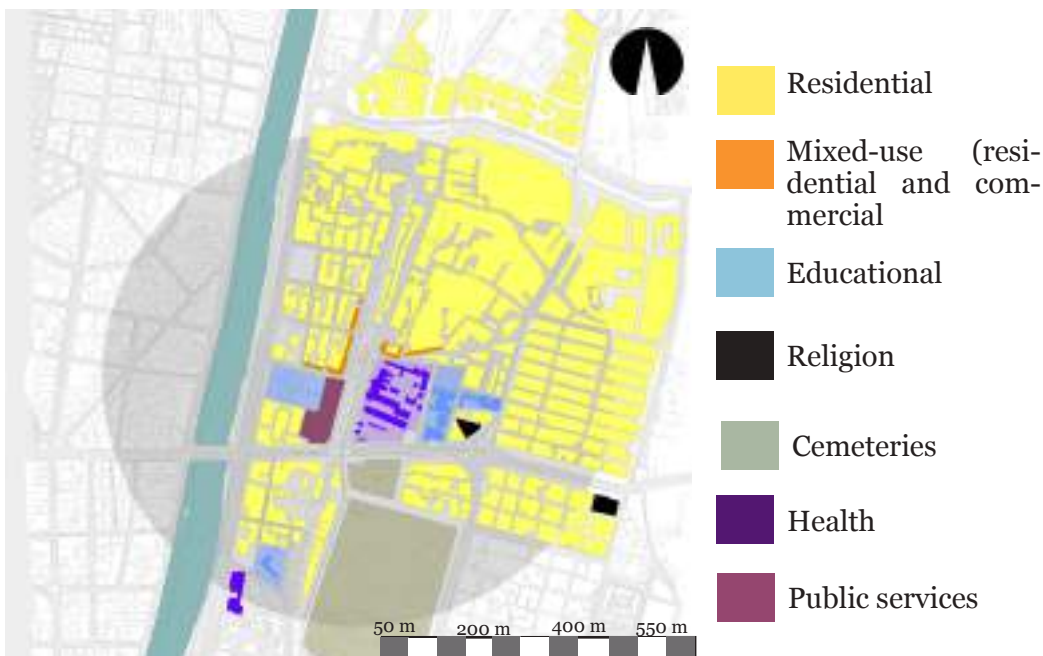 Residential
Mixed-use (resi-
dential and com-
mercial
Educational
Religion
Cemeteries
Health
Public services
50 m 200 m 400 m 550 m